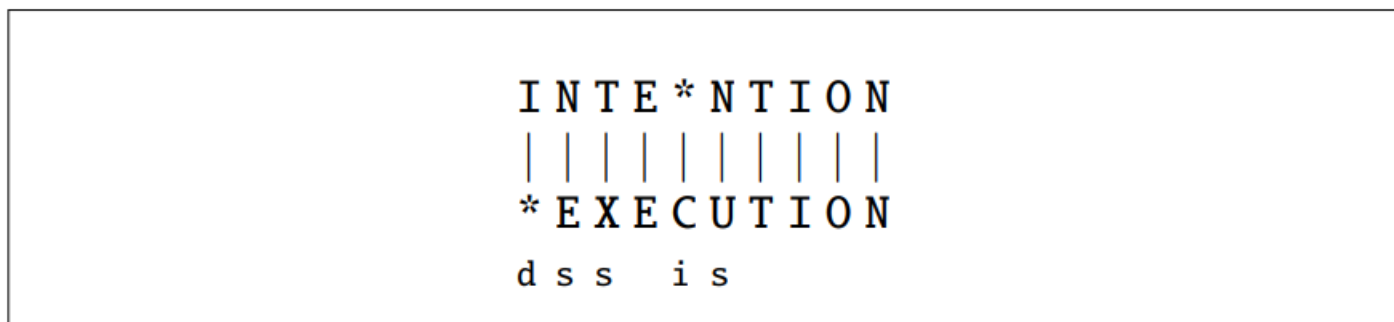 I N T E * N T I O N
| | | | | | | | | |
* E X E C U T I O N
d s s i s